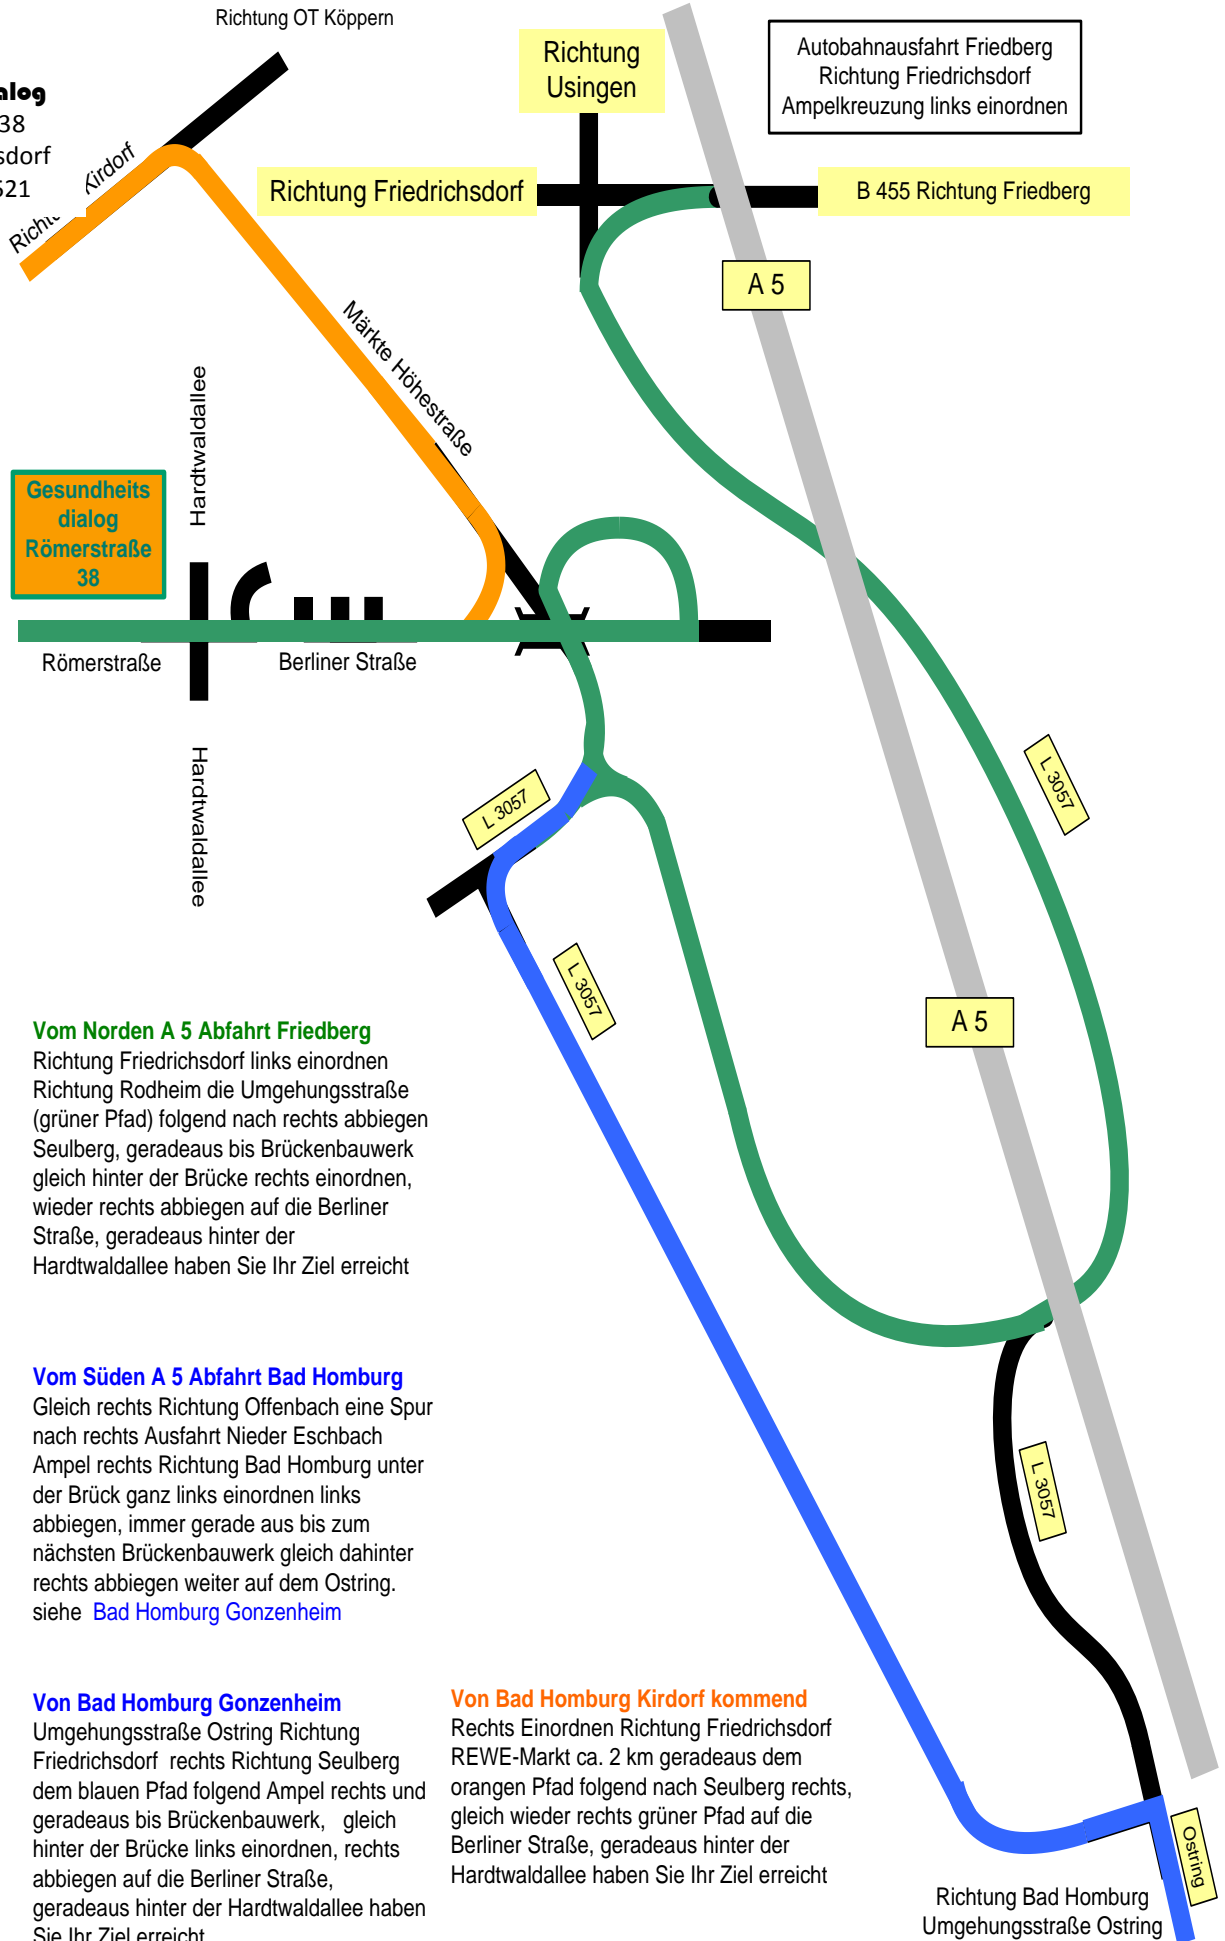 Richtung OT Köppern
alog
38
sdorf
521
Kirdorf
Richtung
Usingen
Autobahnausfahrt Friedberg
Richtung Friedrichsdorf
Ampelkreuzung links einordnen
Richtung Friedrichsdorf
B 455 Richtung Friedberg
A 5
Märkte Höhestraße
Hardtwaldallee
Gesundheits
dialog
Römerstraße
38
Römerstraße
Berliner Straße
Hardtwaldallee
L 3057
L 3057
L 3057
A 5
Vom Norden A 5 Abfahrt Friedberg
Richtung Friedrichsdorf links einordnen
Richtung Rodheim die Umgehungsstraße
(grüner Pfad) folgend nach rechts abbiegen
Seulberg, geradeaus bis Brückenbauwerk
gleich hinter der Brücke rechts einordnen,
wieder rechts abbiegen auf die Berliner
Straße, geradeaus hinter der
Hardtwaldallee haben Sie Ihr Ziel erreicht
Vom Süden A 5 Abfahrt Bad Homburg
Gleich rechts Richtung Offenbach eine Spur
nach rechts Ausfahrt Nieder Eschbach
Ampel rechts Richtung Bad Homburg unter
der Brück ganz links einordnen links
abbiegen, immer gerade aus bis zum
nächsten Brückenbauwerk gleich dahinter
rechts abbiegen weiter auf dem Ostring.
siehe Bad Homburg Gonzenheim
L 3057
Von Bad Homburg Gonzenheim
Umgehungsstraße Ostring Richtung
Friedrichsdorf rechts Richtung Seulberg
dem blauen Pfad folgend Ampel rechts und
geradeaus bis Brückenbauwerk, gleich
hinter der Brücke links einordnen, rechts
abbiegen auf die Berliner Straße,
geradeaus hinter der Hardtwaldallee haben
Sie Ihr Ziel erreicht
Von Bad Homburg Kirdorf kommend
Rechts Einordnen Richtung Friedrichsdorf
REWE-Markt ca. 2 km geradeaus dem
orangen Pfad folgend nach Seulberg rechts,
gleich wieder rechts grüner Pfad auf die
Berliner Straße, geradeaus hinter der
Hardtwaldallee haben Sie Ihr Ziel erreicht
Ostring
Richtung Bad Homburg
Umgehungsstraße Ostring